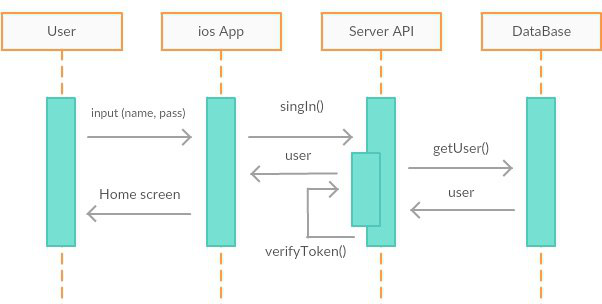 User
ios App
Server API
DataBase
input (name, pass)
singIn()
user
getUser()
Home screen
user
verifyToken()